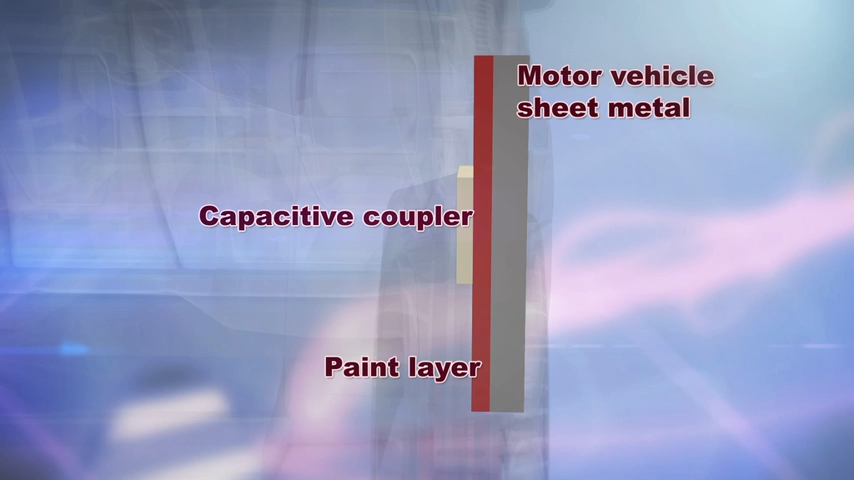 Motor vehicle
sheet metal
Capacitive coupler
Paint layer